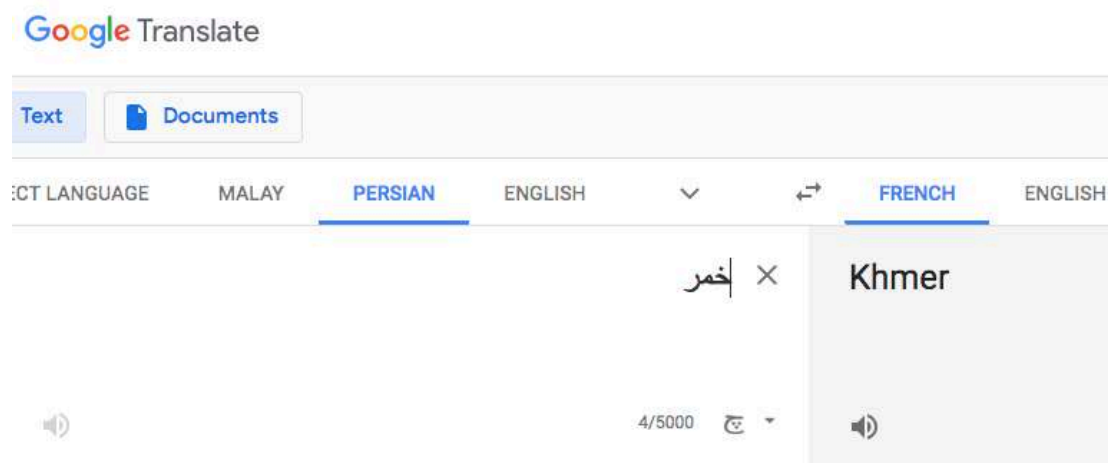 Google Translate
Text Documents
ECT LANGUAGE MALAY PERSIAN ENGLISH FRENCH ENGLISH
خمر Khmer
4/5000